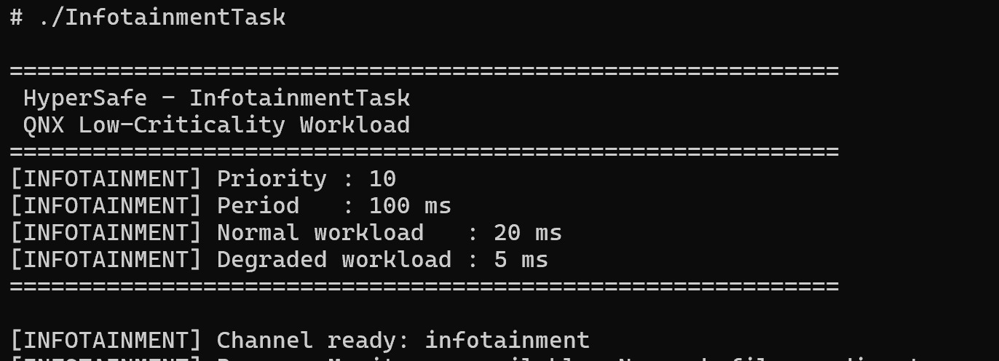 # ./InfotainmentTask
============================================================
HyperSafe - InfotainmentTask
QNX Low-Criticality Workload
============================================================
[INFOTAINMENT] Priority : 10
[INFOTAINMENT] Period   : 100 ms
[INFOTAINMENT] Normal workload   : 20 ms
[INFOTAINMENT] Degraded workload : 5 ms
============================================================
[INFOTAINMENT] Channel ready: infotainment
[INFOTAINMENT]